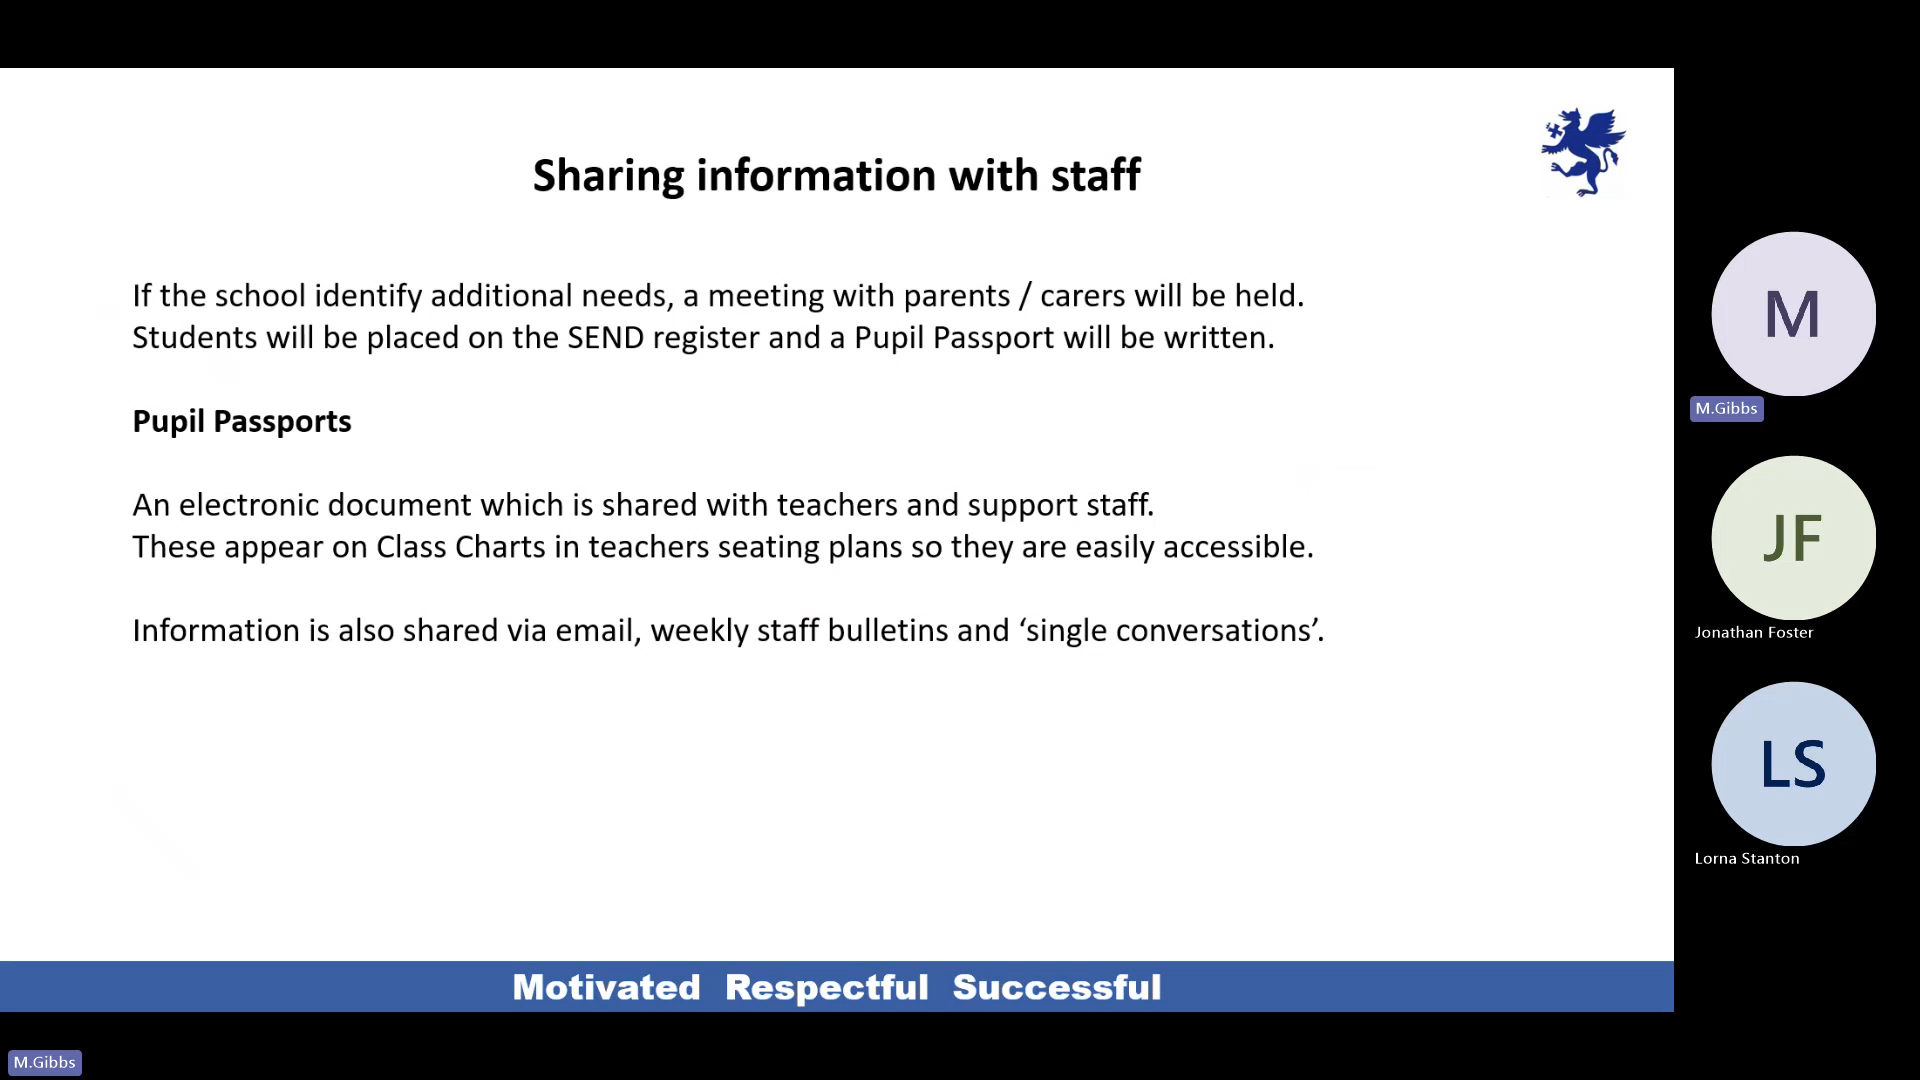 Sharing information with staff
If the school identify additional needs, a meeting with parents / carers will be held.
Students will be placed on the SEND register and a Pupil Passport will be written.
Pupil Passports
An electronic document which is shared with teachers and support staff.
These appear on Class Charts in teachers seating plans so they are easily accessible.
Information is also shared via email, weekly staff bulletins and ‘single conversations’.
Motivated Respectful Successful
M
M.Gibbs
JF
Jonathan Foster
LS
Lorna Stanton
M.Gibbs